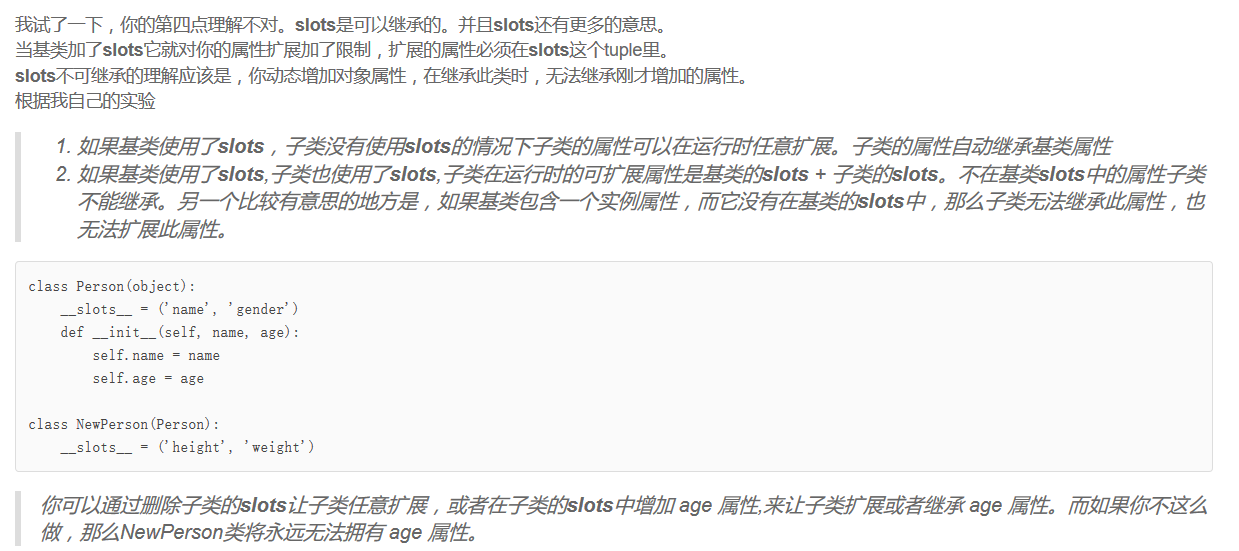 我试了一下，你的第四点理解不对。slots是可以继承的。并且slots还有更多的意思。
当基类加了slots它就对你的属性扩展加了限制，扩展的属性必须在slots这个tuple里。
slots不可继承的理解应该是，你动态增加对象属性，在继承此类时，无法继承刚才增加的属性。
根据我自己的实验
1. 如果基类使用了slots，子类没有使用slots的情况下子类的属性可以在运行时任意扩展。子类的属性自动继承基类属性
2. 如果基类使用了slots,子类也使用了slots,子类在运行时的可扩展属性是基类的slots + 子类的slots。不在基类slots中的属性子类
不能继承。另一个比较有意思的地方是，如果基类包含一个实例属性，而它没有在基类的slots中，那么子类无法继承此属性，也
无法扩展此属性。
class Person(object):
    __slots__ = ('name', 'gender')
    def __init__(self, name, age):
        self.name = name
        self.age = age
class NewPerson(Person):
    __slots__ = ('height', 'weight')
你可以通过删除子类的slots让子类任意扩展，或者在子类的slots中增加 age 属性,来让子类扩展或者继承 age 属性。而如果你不这么
做，那么NewPerson类将永远无法拥有 age 属性。